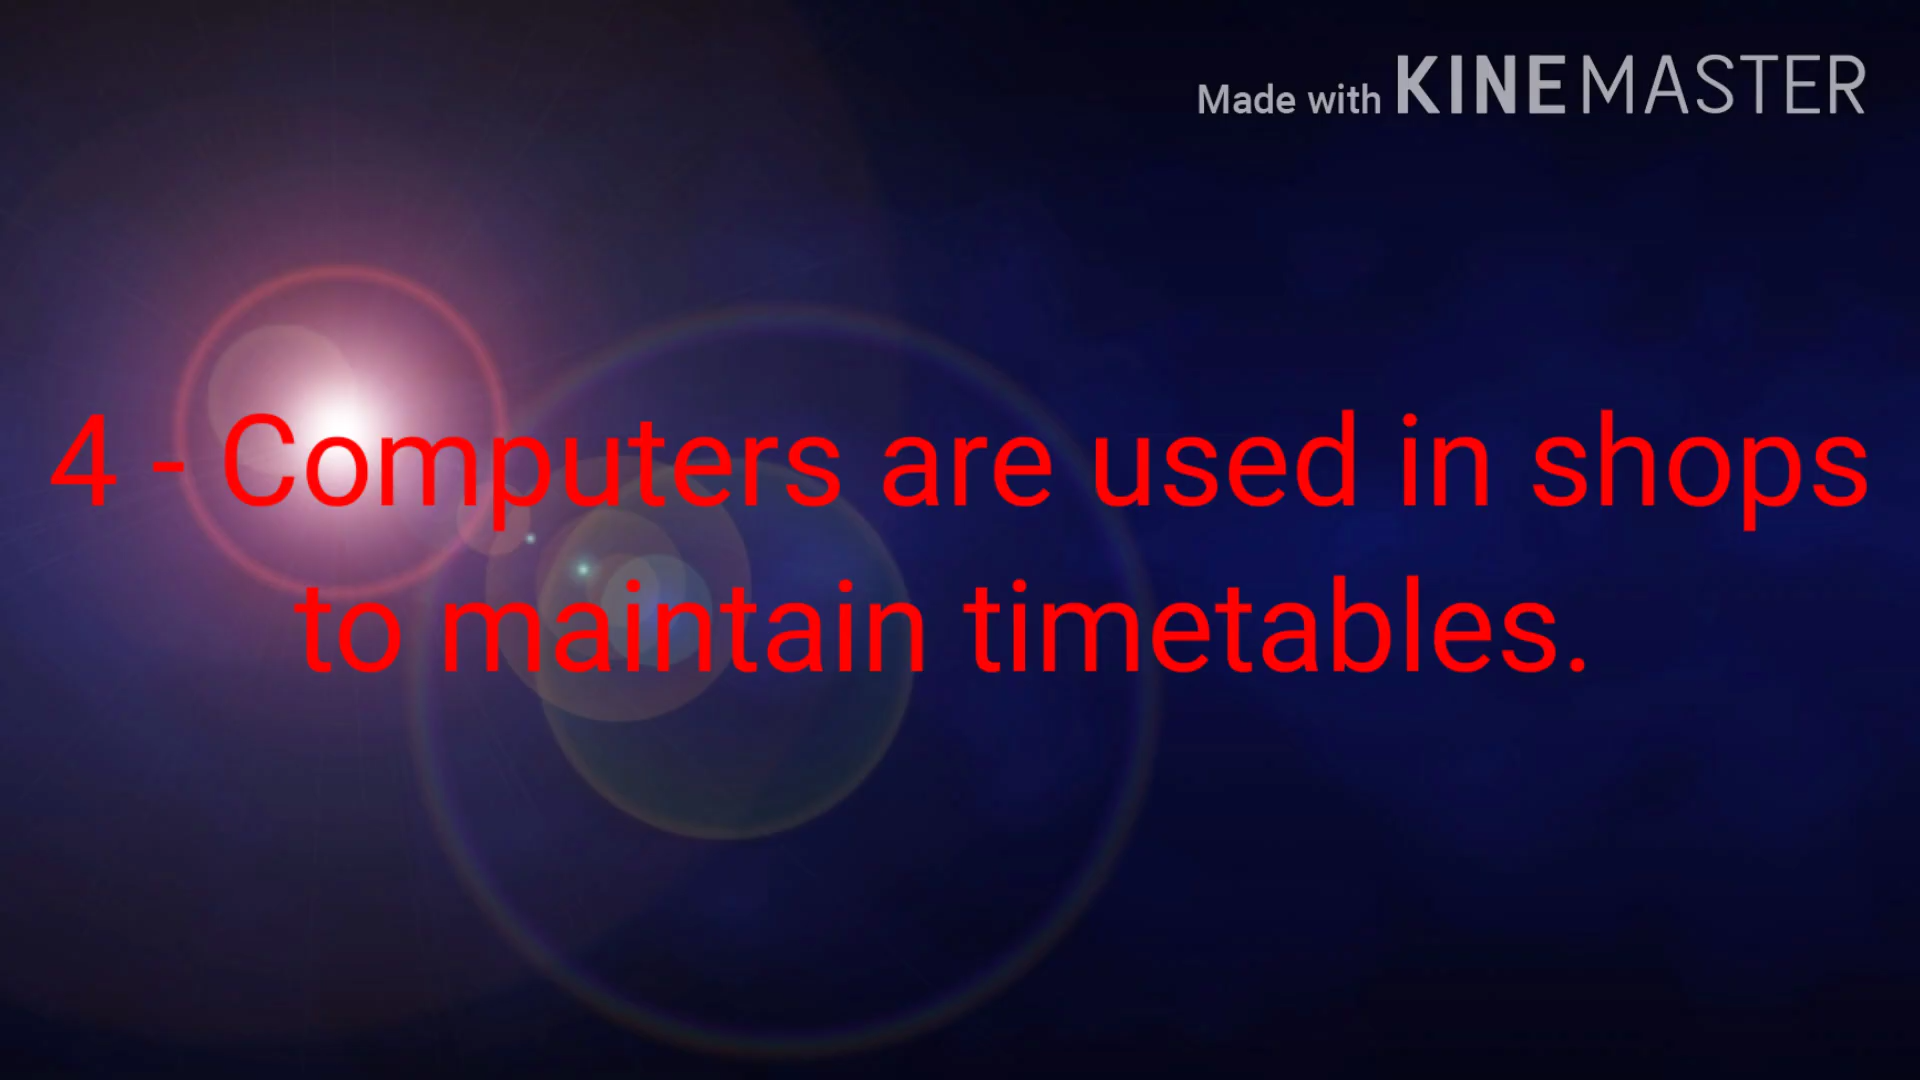 Made with KINEMASTER
4 - Computers are used in shops
to maintain timetables.